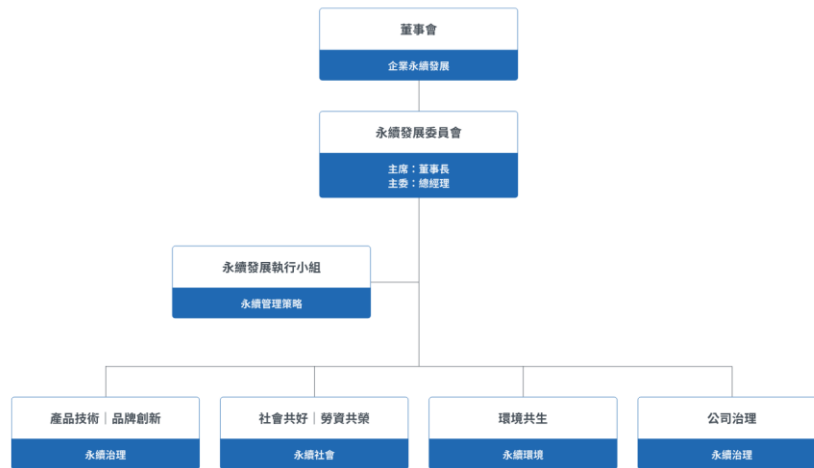 董事會
企業永續發展
永續發展委員會
主席：董事長
主委：總經理
永續發展執行小組
永續管理策略
產品技術｜品牌創新
永續治理
社會共好｜勞資共榮
永續社會
環境共生
永續環境
公司治理
永續治理